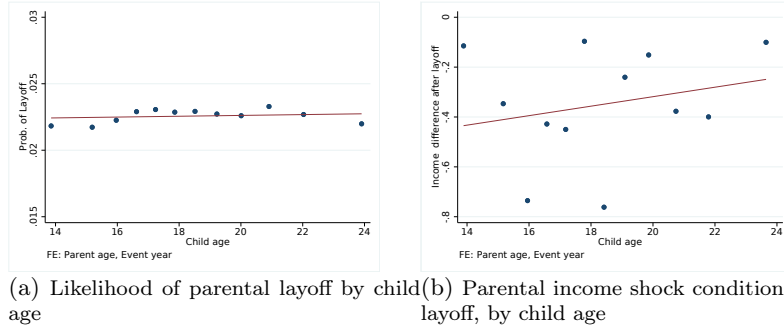 .03
.025
.02
.015
Prob. of Layoff
14 16 18 20 22 24
Child age
FE: Parent age, Event year
(a) Likelihood of parental layoff by child
age
0
-.2
-.4
-.6
-.8
Income difference after layoff
14 16 18 20 22 24
Child age
FE: Parent age, Event year
(b) Parental income shock condition
layoff, by child age